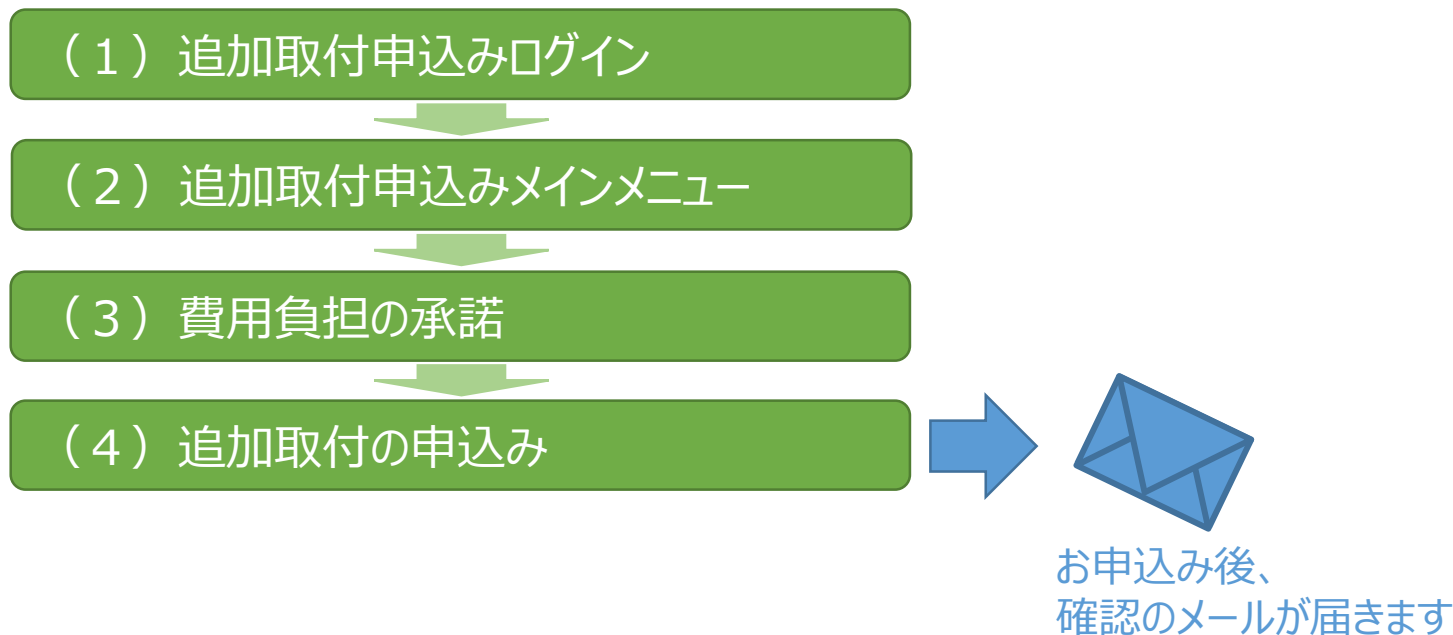 （１）追加取付申込みログイン
（２）追加取付申込みメインメニュー
（３）費用負担の承諾
（４）追加取付の申込み
お申込み後、
確認のメールが届きます